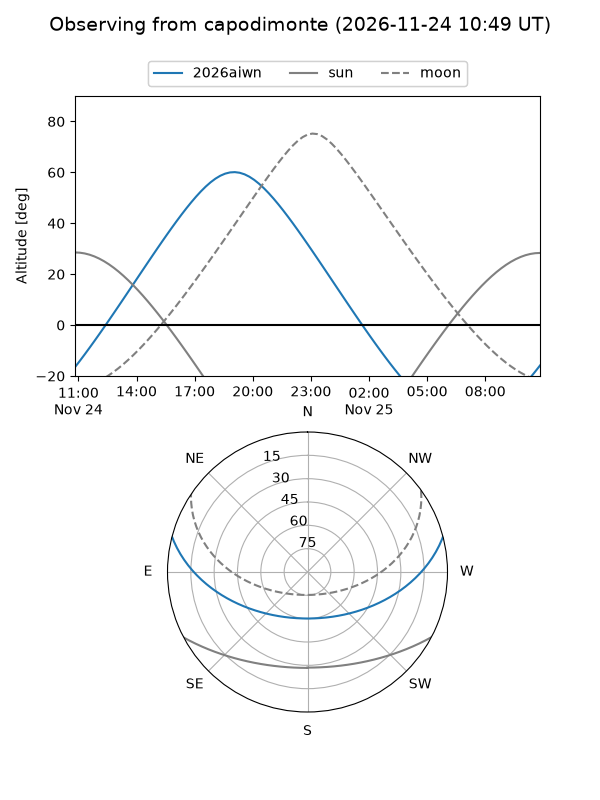 Observing from capodimonte (2026-11-24 10:49 UT)
2026aiwn sun moon
Altitude [deg]
80
60
40
20
0
−20
11:00 14:00 17:00 20:00 23:00 02:00 05:00 08:00
Nov 24 Nov 25
N
NE NW
15
30
45
60
75
E W
SE SW
S